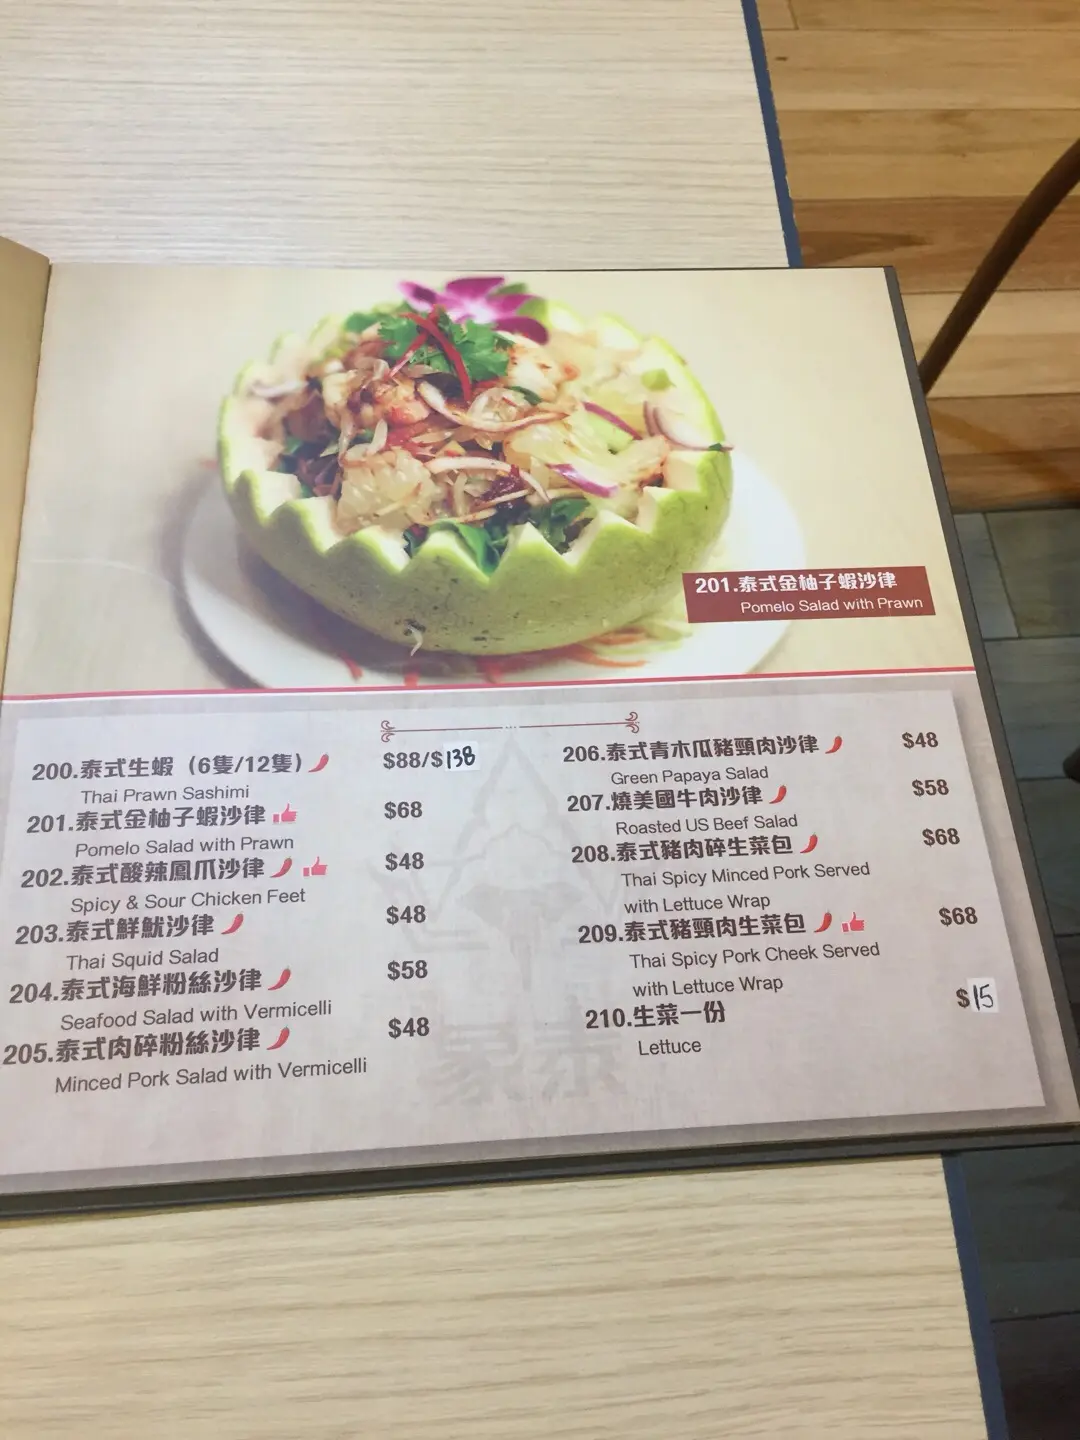 201.泰式金柚子蝦沙律
Pomelo Salad with Prawn
200.泰式生蝦 (6隻/12隻) $88/$138
Thai Prawn Sashimi
201.泰式金柚子蝦沙律 $68
Pomelo Salad with Prawn
202.泰式酸辣鳳爪沙律 $48
Spicy & Sour Chicken Feet
203.泰式鮮魷沙律 $48
Thai Squid Salad
204.泰式海鮮粉絲沙律 $58
Seafood Salad with Vermicelli
205.泰式肉碎粉絲沙律 $48
Minced Pork Salad with Vermicelli
206.泰式青木瓜豬頸肉沙律 $48
Green Papaya Salad
207.燒美國牛肉沙律 $58
Roasted US Beef Salad
208.泰式豬肉碎生菜包 $68
Thai Spicy Minced Pork Served
with Lettuce Wrap
209.泰式豬頸肉生菜包 $68
Thai Spicy Pork Cheek Served
with Lettuce Wrap
210.生菜一份 $15
Lettuce
象泰